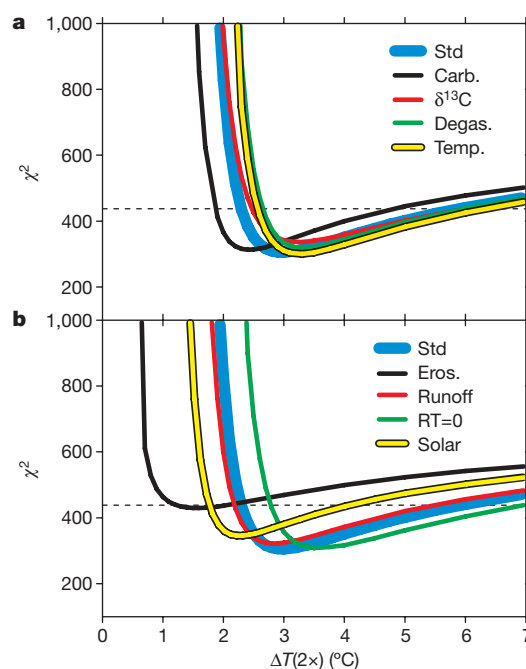 a
1,000
800
600
400
200
χ²
Std
Carb.
δ¹³C
Degas.
Temp.
b
1,000
800
600
400
200
χ²
Std
Eros.
Runoff
RT=0
Solar
0 1 2 3 4 5 6 7
ΔT(2×) (ºC)